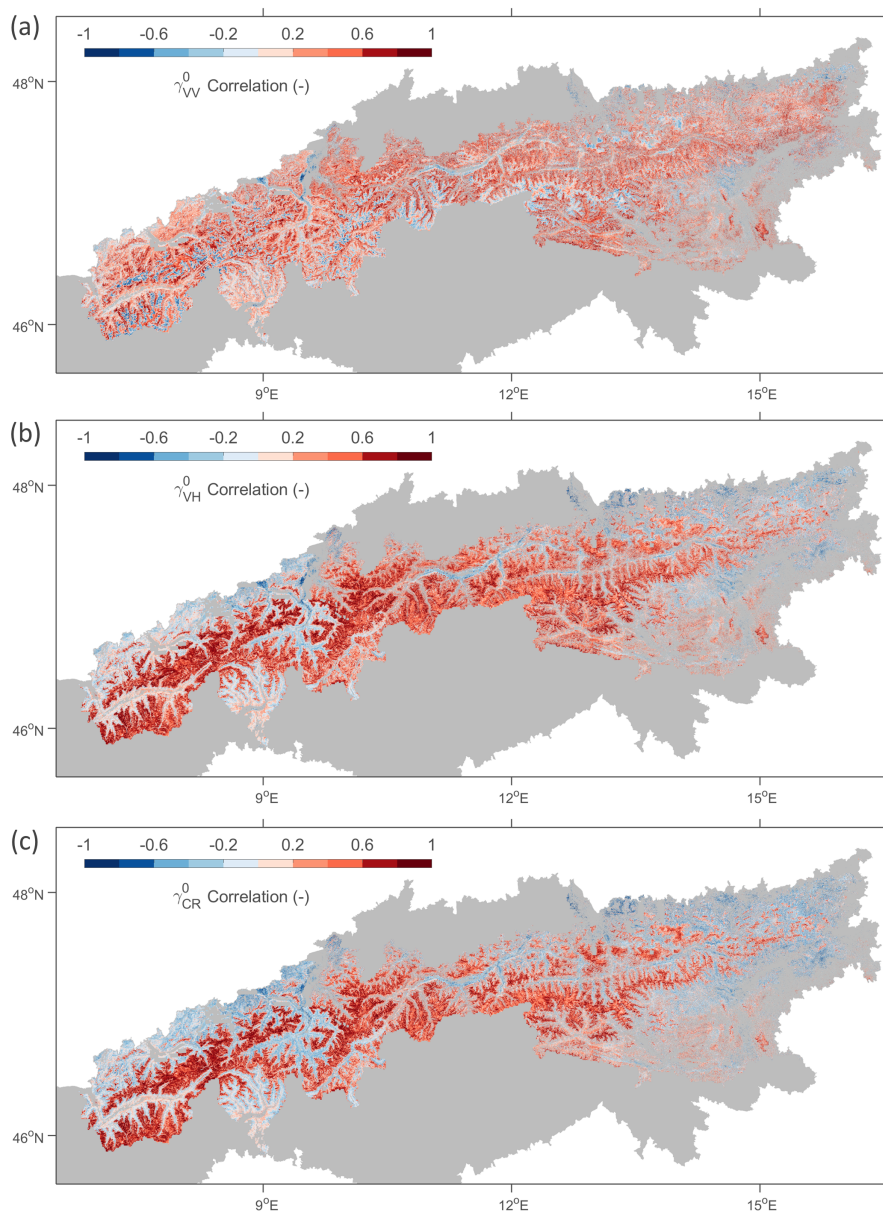 (a)
-1 -0.6 -0.2 0.2 0.6 1
γ⁰VV Correlation (-)
48°N
46°N
9°E 12°E 15°E
(b)
-1 -0.6 -0.2 0.2 0.6 1
γ⁰VH Correlation (-)
48°N
46°N
9°E 12°E 15°E
(c)
-1 -0.6 -0.2 0.2 0.6 1
γ⁰CR Correlation (-)
48°N
46°N
9°E 12°E 15°E